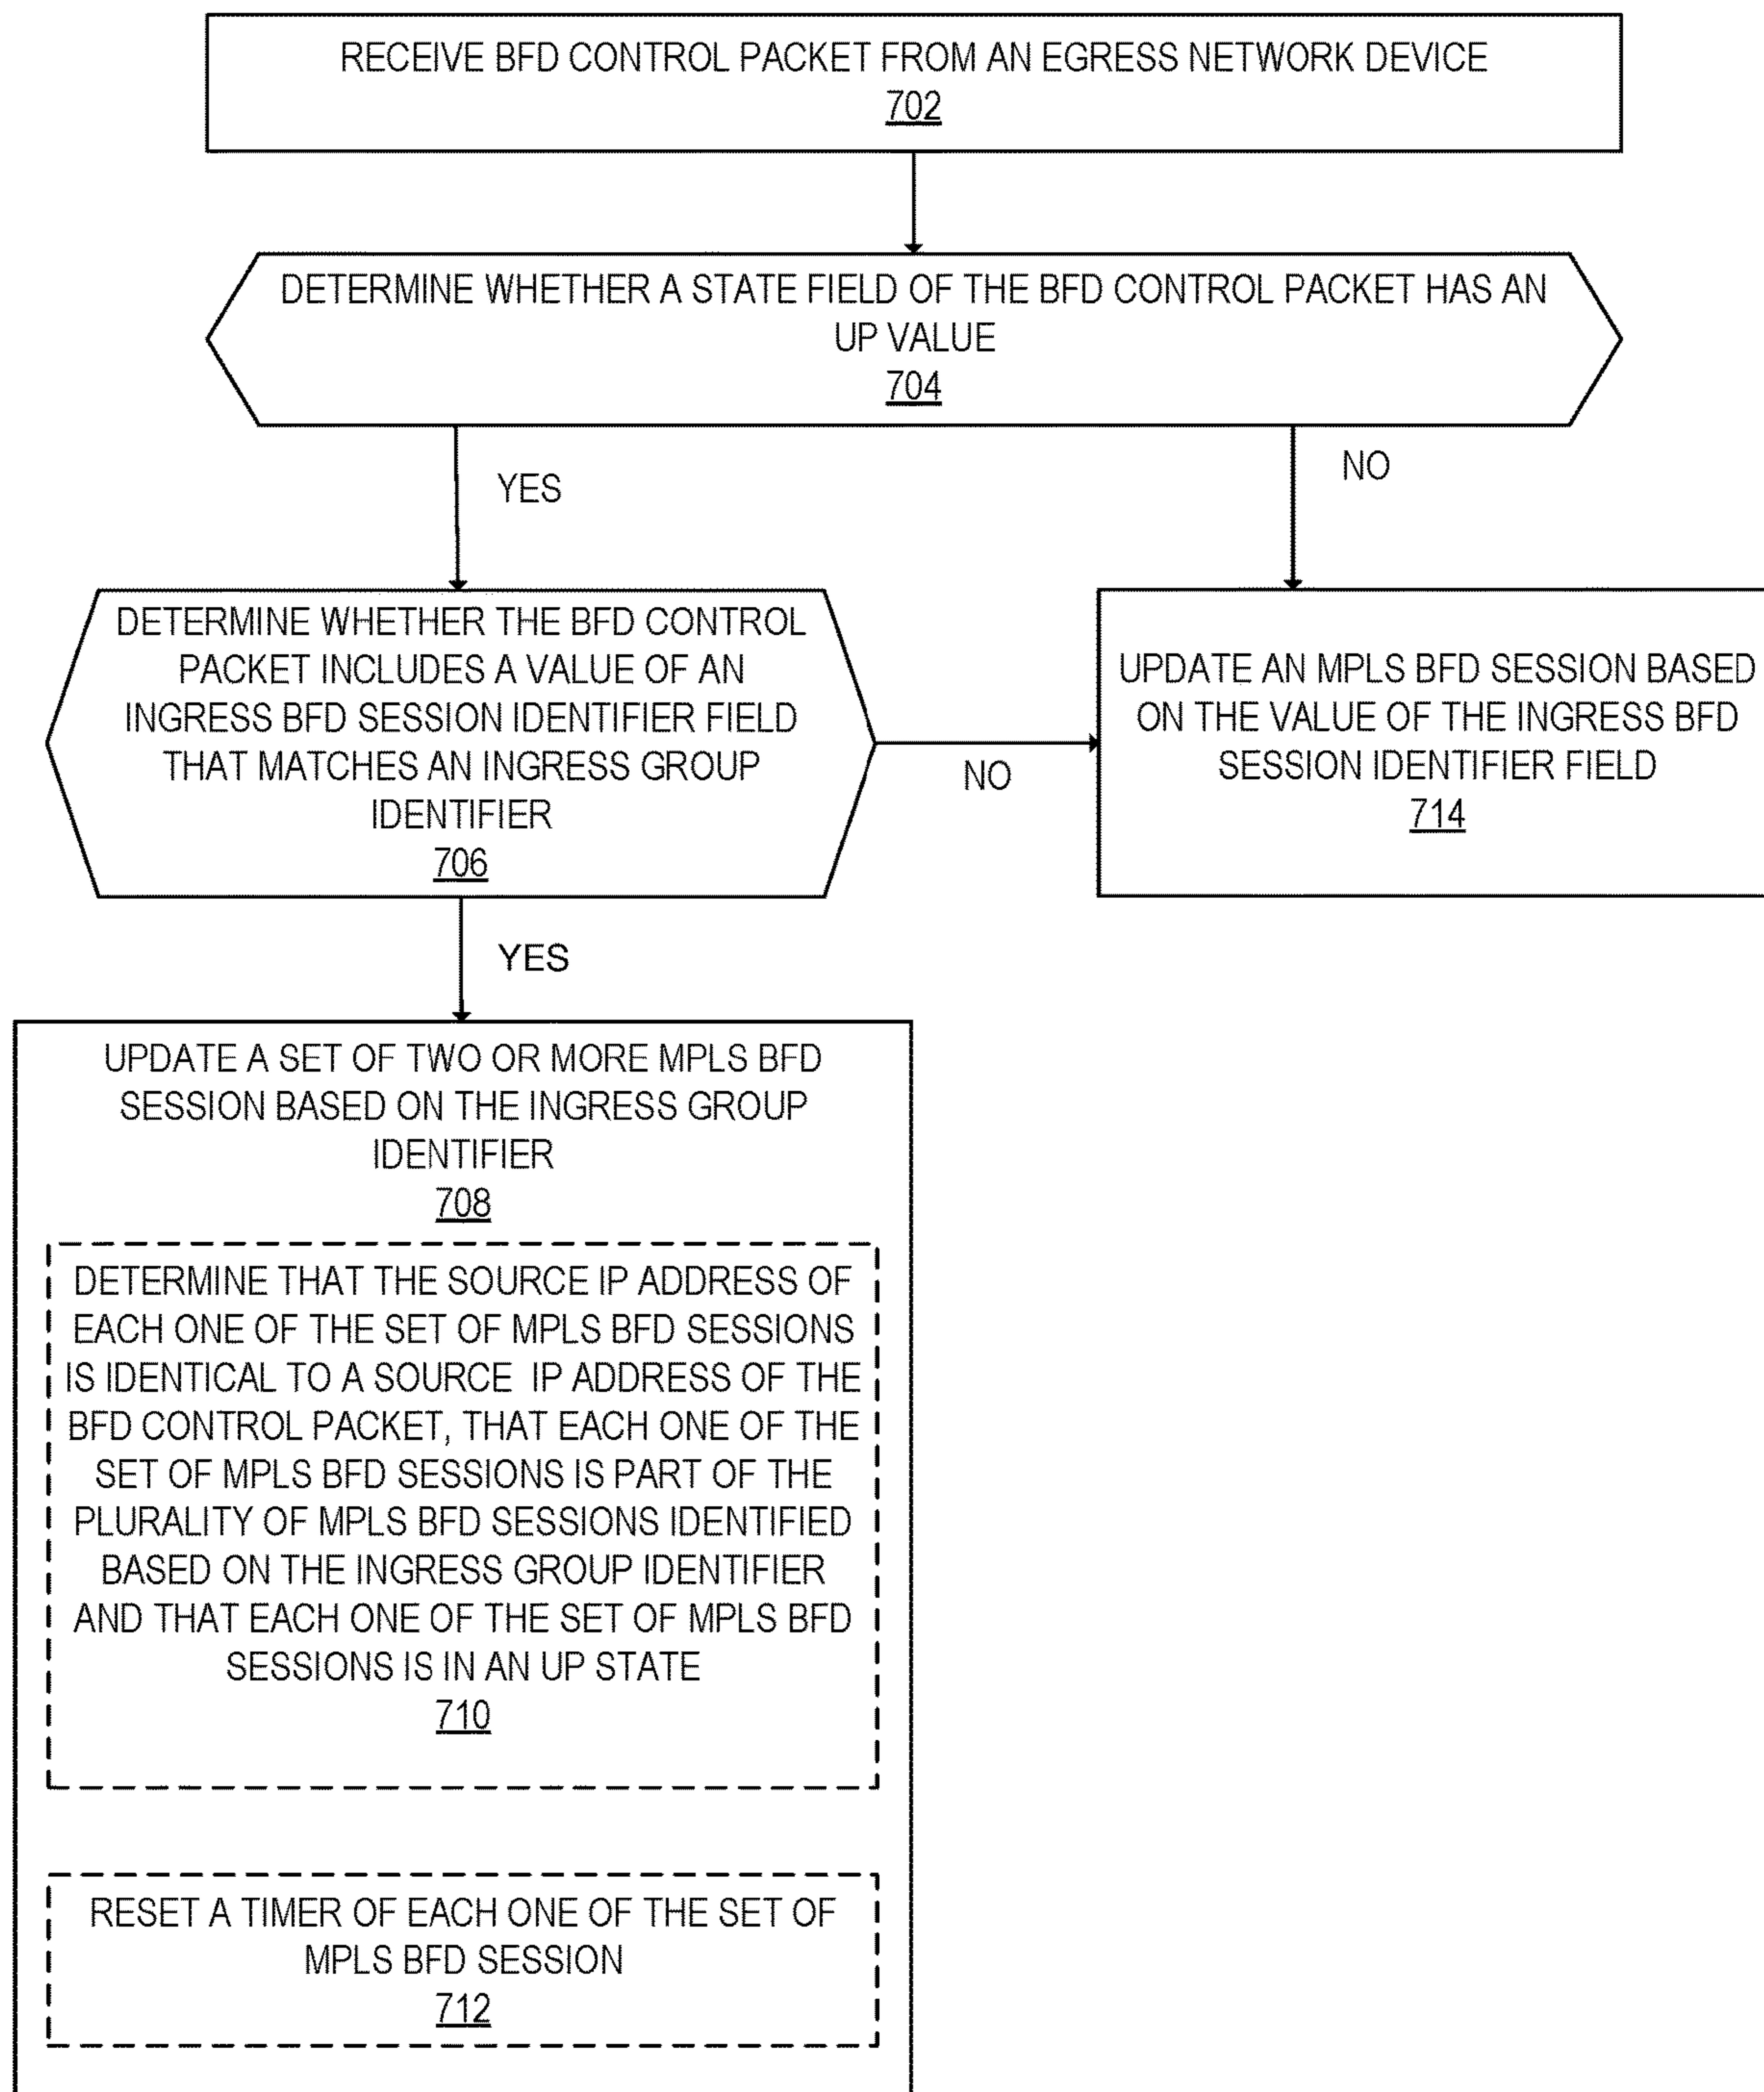 RECEIVE BFD CONTROL PACKET FROM AN EGRESS NETWORK DEVICE
702
DETERMINE WHETHER A STATE FIELD OF THE BFD CONTROL PACKET HAS AN
UP VALUE
704
YES
NO
DETERMINE WHETHER THE BFD CONTROL
PACKET INCLUDES A VALUE OF AN
INGRESS BFD SESSION IDENTIFIER FIELD
THAT MATCHES AN INGRESS GROUP
IDENTIFIER
706
NO
UPDATE AN MPLS BFD SESSION BASED
ON THE VALUE OF THE INGRESS BFD
SESSION IDENTIFIER FIELD
714
YES
UPDATE A SET OF TWO OR MORE MPLS BFD
SESSION BASED ON THE INGRESS GROUP
IDENTIFIER
708
DETERMINE THAT THE SOURCE IP ADDRESS OF
EACH ONE OF THE SET OF MPLS BFD SESSIONS
IS IDENTICAL TO A SOURCE IP ADDRESS OF THE
BFD CONTROL PACKET, THAT EACH ONE OF THE
SET OF MPLS BFD SESSIONS IS PART OF THE
PLURALITY OF MPLS BFD SESSIONS IDENTIFIED
BASED ON THE INGRESS GROUP IDENTIFIER
AND THAT EACH ONE OF THE SET OF MPLS BFD
SESSIONS IS IN AN UP STATE
710
RESET A TIMER OF EACH ONE OF THE SET OF
MPLS BFD SESSION
712